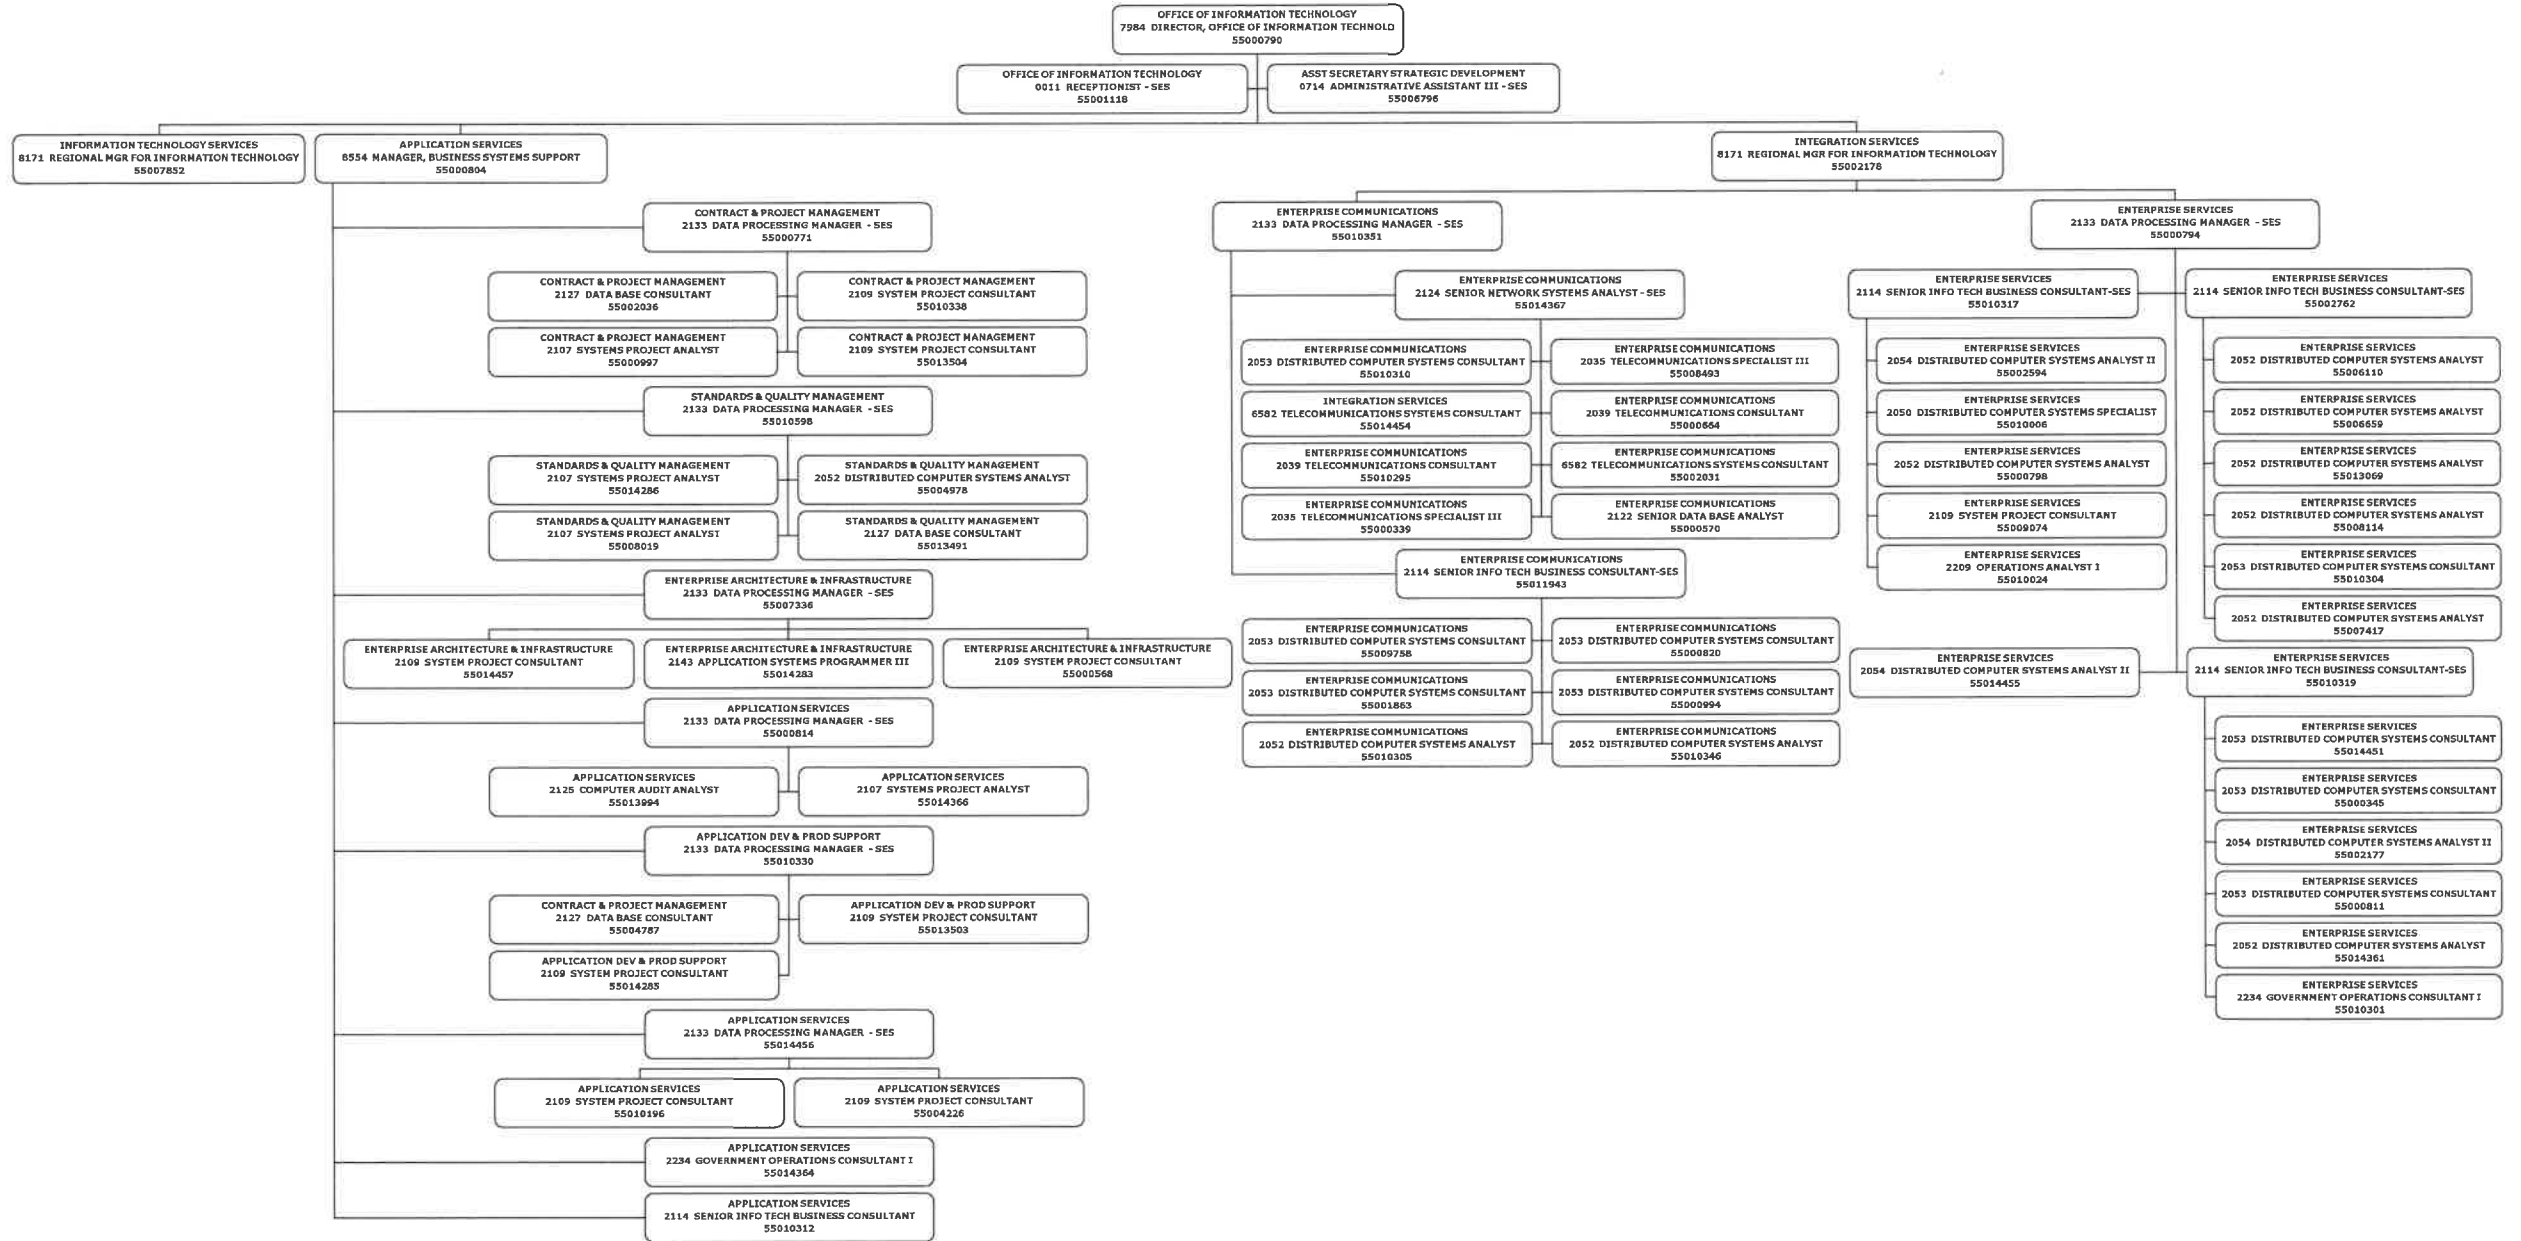 OFFICE OF INFORMATION TECHNOLOGY
7984 DIRECTOR, OFFICE OF INFORMATION TECHNOLO
55000790
OFFICE OF INFORMATION TECHNOLOGY
0011 RECEPTIONIST - SES
55001118
ASST SECRETARY STRATEGIC DEVELOPMENT
0714 ADMINISTRATIVE ASSISTANT III - SES
55006796
INFORMATION TECHNOLOGY SERVICES
8171 REGIONAL MGR FOR INFORMATION TECHNOLOGY
55007852
APPLICATION SERVICES
8554 MANAGER, BUSINESS SYSTEMS SUPPORT
55000804
INTEGRATION SERVICES
8171 REGIONAL MGR FOR INFORMATION TECHNOLOGY
55002178
CONTRACT & PROJECT MANAGEMENT
2133 DATA PROCESSING MANAGER - SES
55000771
CONTRACT & PROJECT MANAGEMENT
2127 DATA BASE CONSULTANT
55002036
CONTRACT & PROJECT MANAGEMENT
2109 SYSTEM PROJECT CONSULTANT
55010338
CONTRACT & PROJECT MANAGEMENT
2107 SYSTEMS PROJECT ANALYST
55000997
CONTRACT & PROJECT MANAGEMENT
2109 SYSTEM PROJECT CONSULTANT
55013504
STANDARDS & QUALITY MANAGEMENT
2133 DATA PROCESSING MANAGER - SES
55010598
STANDARDS & QUALITY MANAGEMENT
2107 SYSTEMS PROJECT ANALYST
55014286
STANDARDS & QUALITY MANAGEMENT
2052 DISTRIBUTED COMPUTER SYSTEMS ANALYST
55004978
STANDARDS & QUALITY MANAGEMENT
2107 SYSTEMS PROJECT ANALYST
55008019
STANDARDS & QUALITY MANAGEMENT
2127 DATA BASE CONSULTANT
55013491
ENTERPRISE ARCHITECTURE & INFRASTRUCTURE
2133 DATA PROCESSING MANAGER - SES
55007336
ENTERPRISE ARCHITECTURE & INFRASTRUCTURE
2109 SYSTEM PROJECT CONSULTANT
55014457
ENTERPRISE ARCHITECTURE & INFRASTRUCTURE
2143 APPLICATION SYSTEMS PROGRAMMER III
55014283
ENTERPRISE ARCHITECTURE & INFRASTRUCTURE
2109 SYSTEM PROJECT CONSULTANT
55000568
APPLICATION SERVICES
2133 DATA PROCESSING MANAGER - SES
55000814
APPLICATION SERVICES
2125 COMPUTER AUDIT ANALYST
55013994
APPLICATION SERVICES
2107 SYSTEMS PROJECT ANALYST
55014366
APPLICATION DEV & PROD SUPPORT
2133 DATA PROCESSING MANAGER - SES
55010330
CONTRACT & PROJECT MANAGEMENT
2127 DATA BASE CONSULTANT
55004787
APPLICATION DEV & PROD SUPPORT
2109 SYSTEM PROJECT CONSULTANT
55013503
APPLICATION DEV & PROD SUPPORT
2109 SYSTEM PROJECT CONSULTANT
55014285
APPLICATION SERVICES
2133 DATA PROCESSING MANAGER - SES
55014456
APPLICATION SERVICES
2109 SYSTEM PROJECT CONSULTANT
55010196
APPLICATION SERVICES
2109 SYSTEM PROJECT CONSULTANT
55004226
APPLICATION SERVICES
2234 GOVERNMENT OPERATIONS CONSULTANT I
55014364
APPLICATION SERVICES
2114 SENIOR INFO TECH BUSINESS CONSULTANT
55010312
ENTERPRISE COMMUNICATIONS
2133 DATA PROCESSING MANAGER - SES
55010351
ENTERPRISE COMMUNICATIONS
2124 SENIOR NETWORK SYSTEMS ANALYST - SES
55014367
ENTERPRISE COMMUNICATIONS
2053 DISTRIBUTED COMPUTER SYSTEMS CONSULTANT
55010310
ENTERPRISE COMMUNICATIONS
2035 TELECOMMUNICATIONS SPECIALIST III
55008493
INTEGRATION SERVICES
6582 TELECOMMUNICATIONS SYSTEMS CONSULTANT
55014454
ENTERPRISE COMMUNICATIONS
2039 TELECOMMUNICATIONS CONSULTANT
55000664
ENTERPRISE COMMUNICATIONS
2039 TELECOMMUNICATIONS CONSULTANT
55010295
ENTERPRISE COMMUNICATIONS
6582 TELECOMMUNICATIONS SYSTEMS CONSULTANT
55002031
ENTERPRISE COMMUNICATIONS
2035 TELECOMMUNICATIONS SPECIALIST III
55000339
ENTERPRISE COMMUNICATIONS
2122 SENIOR DATA BASE ANALYST
55000570
ENTERPRISE COMMUNICATIONS
2114 SENIOR INFO TECH BUSINESS CONSULTANT-SES
55011943
ENTERPRISE COMMUNICATIONS
2053 DISTRIBUTED COMPUTER SYSTEMS CONSULTANT
55009758
ENTERPRISE COMMUNICATIONS
2053 DISTRIBUTED COMPUTER SYSTEMS CONSULTANT
55000820
ENTERPRISE COMMUNICATIONS
2053 DISTRIBUTED COMPUTER SYSTEMS CONSULTANT
55001863
ENTERPRISE COMMUNICATIONS
2053 DISTRIBUTED COMPUTER SYSTEMS CONSULTANT
55000994
ENTERPRISE COMMUNICATIONS
2052 DISTRIBUTED COMPUTER SYSTEMS ANALYST
55010305
ENTERPRISE COMMUNICATIONS
2052 DISTRIBUTED COMPUTER SYSTEMS ANALYST
55010346
ENTERPRISE SERVICES
2133 DATA PROCESSING MANAGER - SES
55000794
ENTERPRISE SERVICES
2114 SENIOR INFO TECH BUSINESS CONSULTANT-SES
55010317
ENTERPRISE SERVICES
2054 DISTRIBUTED COMPUTER SYSTEMS ANALYST II
55002594
ENTERPRISE SERVICES
2050 DISTRIBUTED COMPUTER SYSTEMS SPECIALIST
55010006
ENTERPRISE SERVICES
2052 DISTRIBUTED COMPUTER SYSTEMS ANALYST
55000798
ENTERPRISE SERVICES
2109 SYSTEM PROJECT CONSULTANT
55009074
ENTERPRISE SERVICES
2209 OPERATIONS ANALYST I
55010024
ENTERPRISE SERVICES
2114 SENIOR INFO TECH BUSINESS CONSULTANT-SES
55002762
ENTERPRISE SERVICES
2052 DISTRIBUTED COMPUTER SYSTEMS ANALYST
55006110
ENTERPRISE SERVICES
2052 DISTRIBUTED COMPUTER SYSTEMS ANALYST
55006659
ENTERPRISE SERVICES
2052 DISTRIBUTED COMPUTER SYSTEMS ANALYST
55013069
ENTERPRISE SERVICES
2052 DISTRIBUTED COMPUTER SYSTEMS ANALYST
55008114
ENTERPRISE SERVICES
2053 DISTRIBUTED COMPUTER SYSTEMS CONSULTANT
55010304
ENTERPRISE SERVICES
2052 DISTRIBUTED COMPUTER SYSTEMS ANALYST
55007417
ENTERPRISE SERVICES
2054 DISTRIBUTED COMPUTER SYSTEMS ANALYST II
55014455
ENTERPRISE SERVICES
2114 SENIOR INFO TECH BUSINESS CONSULTANT-SES
55010319
ENTERPRISE SERVICES
2053 DISTRIBUTED COMPUTER SYSTEMS CONSULTANT
55014451
ENTERPRISE SERVICES
2053 DISTRIBUTED COMPUTER SYSTEMS CONSULTANT
55000345
ENTERPRISE SERVICES
2054 DISTRIBUTED COMPUTER SYSTEMS ANALYST II
55002177
ENTERPRISE SERVICES
2053 DISTRIBUTED COMPUTER SYSTEMS CONSULTANT
55000811
ENTERPRISE SERVICES
2052 DISTRIBUTED COMPUTER SYSTEMS ANALYST
55014361
ENTERPRISE SERVICES
2234 GOVERNMENT OPERATIONS CONSULTANT I
55010301